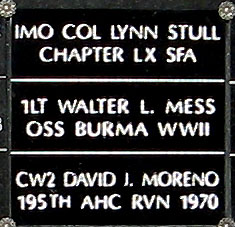 IMO COL LYNN STULL
CHAPTER LX SFA
1LT WALTER L. MESS
OSS BURMA WWII
CW2 DAVID J. MORENO
195TH AHC RVN 1970